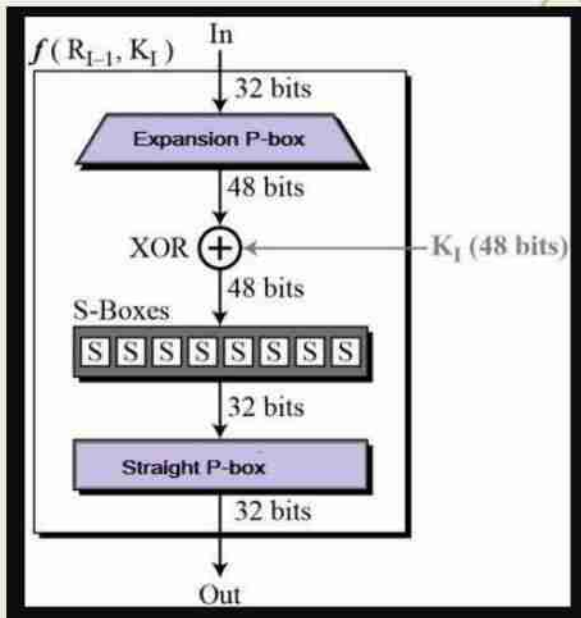 In
f ( R_{I–1}, K_I )
32 bits
Expansion P-box
48 bits
XOR +
K_I (48 bits)
48 bits
S-Boxes
S S S S S S S S
32 bits
Straight P-box
32 bits
Out